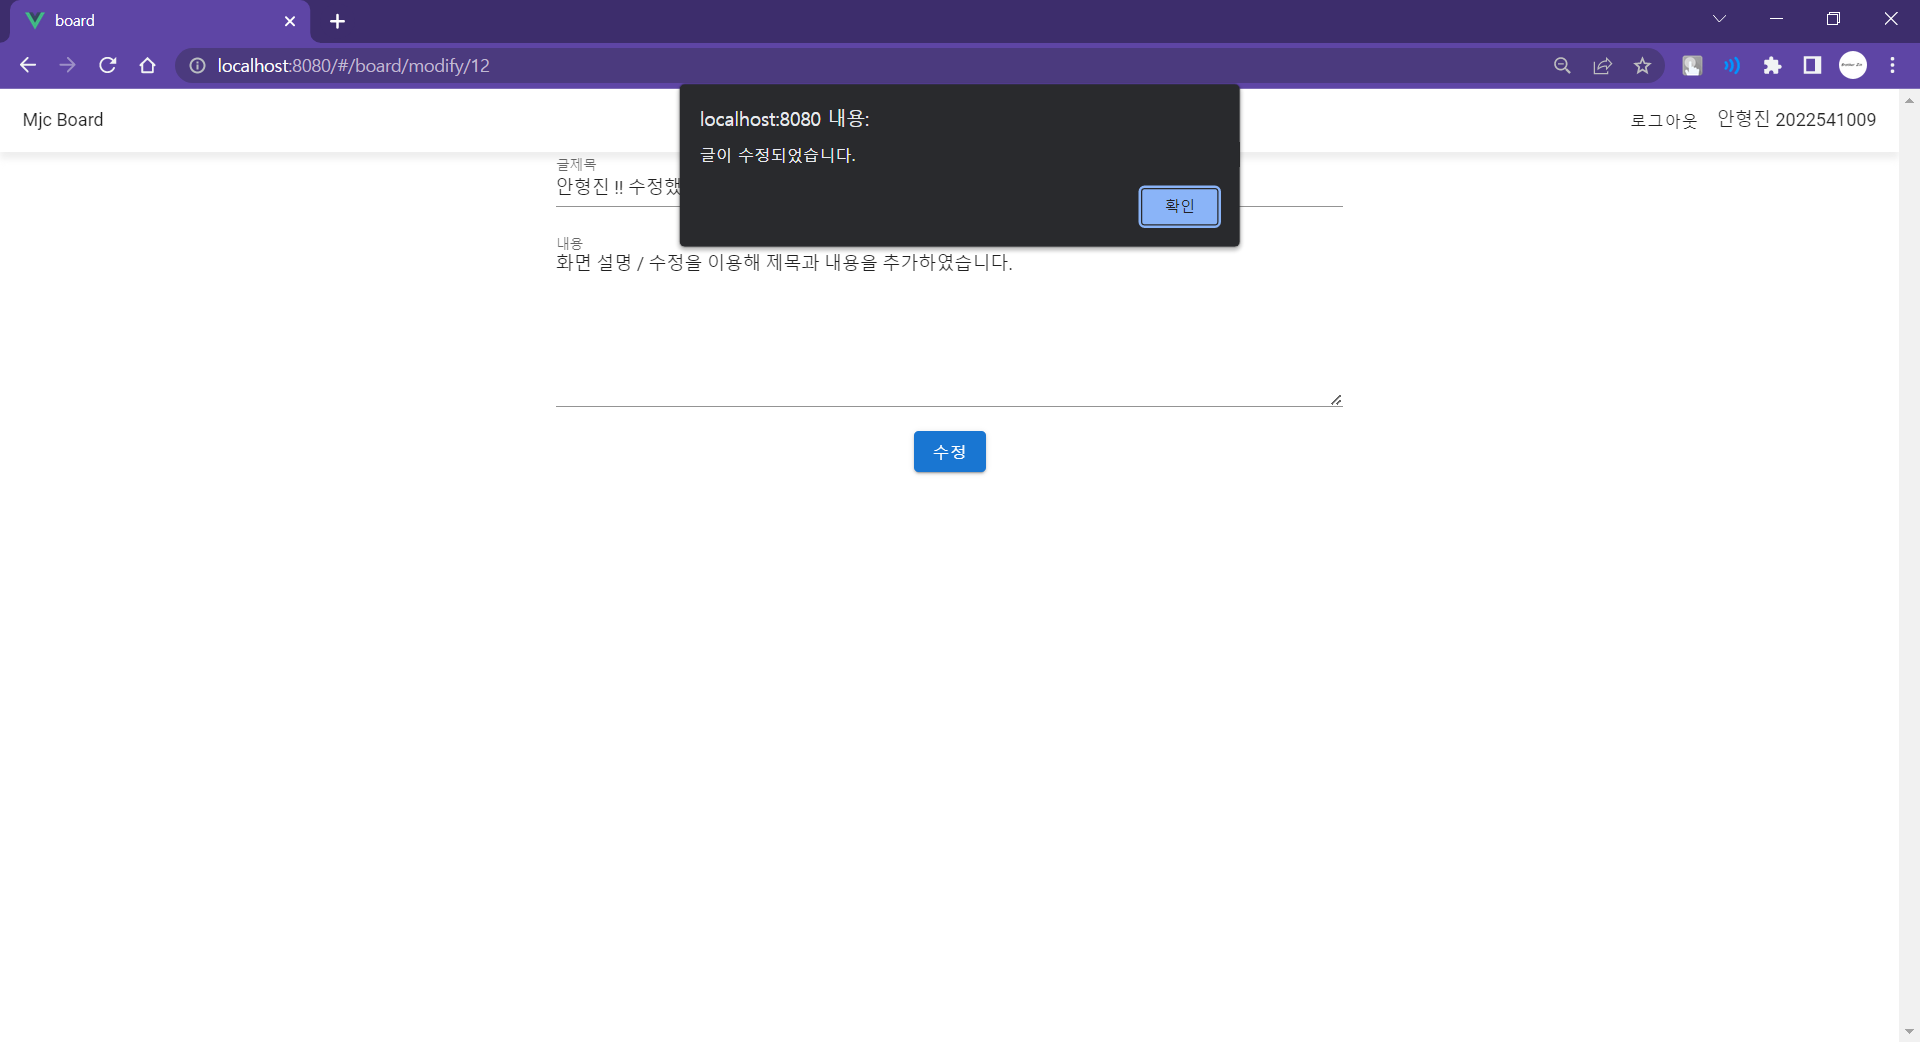 board
localhost:8080/#/board/modify/12
Mjc Board
로그아웃 안형진 2022541009
localhost:8080 내용:
글이 수정되었습니다.
확인
글제목
안형진 !! 수정했
내용
화면 설명 / 수정을 이용해 제목과 내용을 추가하였습니다.
수정